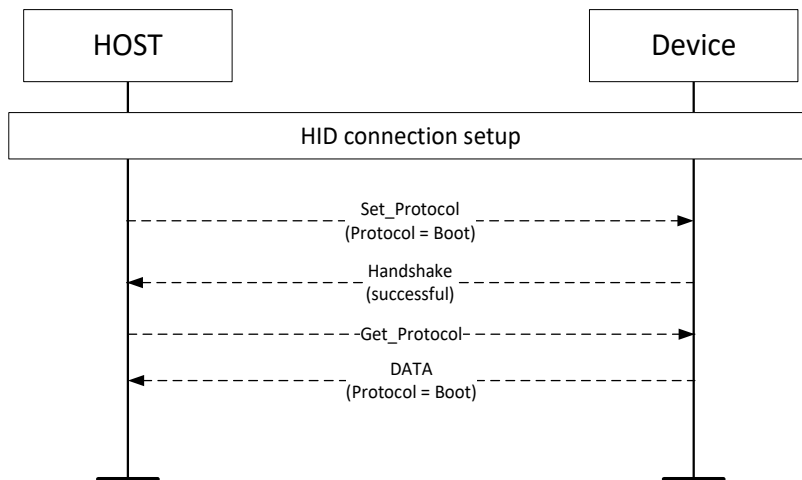 HOST
Device
HID connection setup
Set_Protocol
(Protocol = Boot)
Handshake
(successful)
Get_Protocol
DATA
(Protocol = Boot)